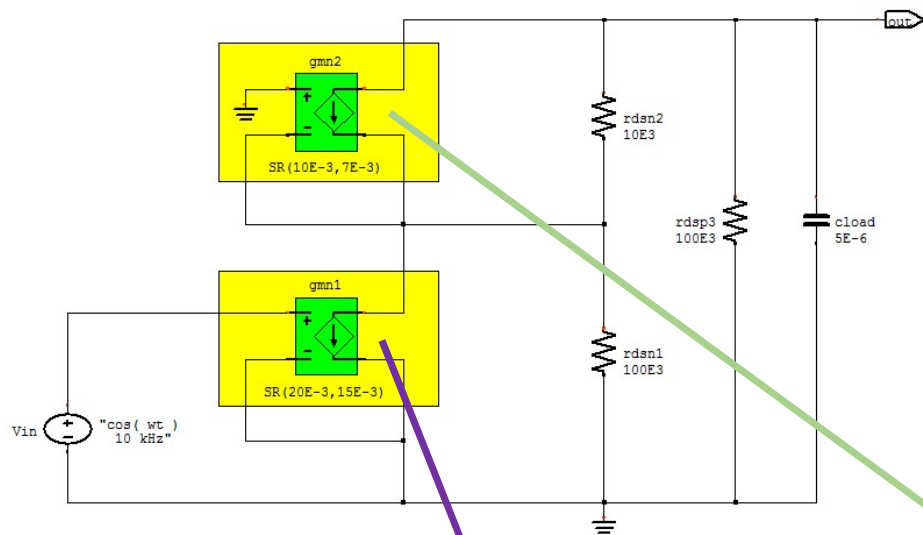 out
gmn2
+
-
SR(10E-3,7E-3)
rdsn2
10E3
rdsp3
100E3
cload
5E-6
gmn1
+
-
SR(20E-3,15E-3)
rdsn1
100E3
Vin
+
-
"cos( wt )
10 kHz"